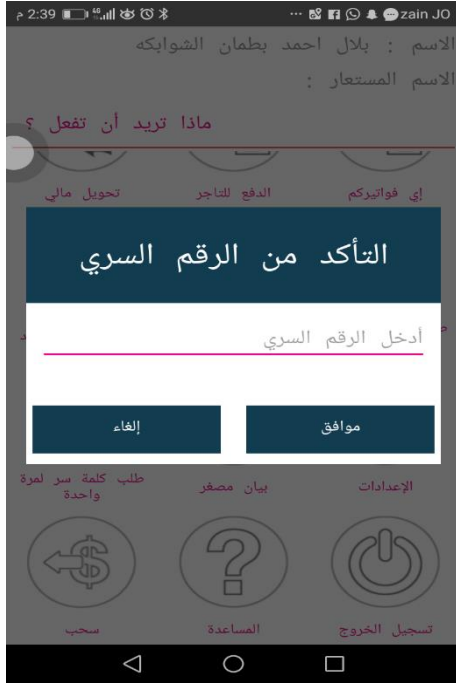 م 2:39
... zain JO
الاسم : بلال احمد بطمان الشوابكه
الاسم المستعار :
ماذا تريد أن تفعل ؟
إي فواتيركم
الدفع للتاجر
تحويل مالي
التأكد من الرقم السري
أدخل الرقم السري
موافق
إلغاء
الإعدادات
بيان مصغر
طلب كلمة سر لمرة
واحدة
تسجيل الخروج
المساعدة
سحب